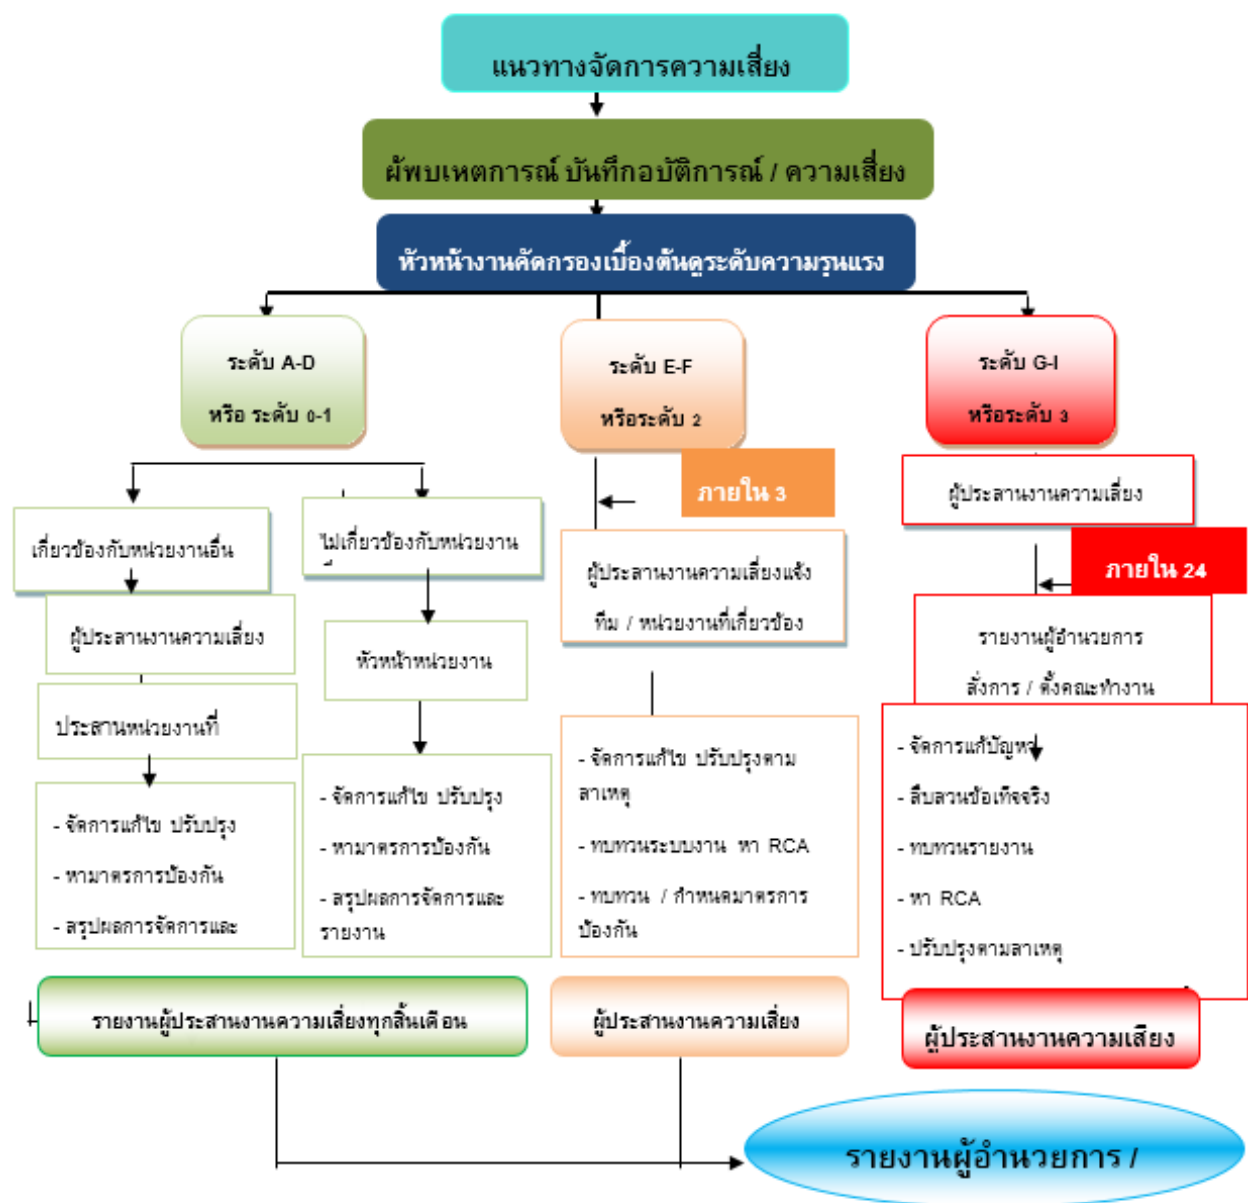 แนวทางจัดการความเสี่ยง
ผู้พบเหตุการณ์ บันทึกอุบัติการณ์ / ความเสี่ยง
หัวหน้างานคัดกรองเบื้องต้นดูระดับความรุนแรง
ระดับ A-D
หรือ ระดับ 0-1
ระดับ E-F
หรือระดับ 2
ระดับ G-I
หรือระดับ 3
ภายใน 3
ผู้ประสานงานความเสี่ยง
เกี่ยวข้องกับหน่วยงานอื่น
ไม่เกี่ยวข้องกับหน่วยงาน
ผู้ประสานงานความเสี่ยงแจ้ง
ทีม / หน่วยงานที่เกี่ยวข้อง
ภายใน 24
ผู้ประสานงานความเสี่ยง
หัวหน้าหน่วยงาน
รายงานผู้อำนวยการ
สั่งการ / ตั้งคณะทำงาน
ประสานหน่วยงานที่
- จัดการแก้ไข ปรับปรุง
- หามาตรการป้องกัน
- สรุปผลการจัดการและ
- จัดการแก้ไข ปรับปรุง
- หามาตรการป้องกัน
- สรุปผลการจัดการและ
รายงาน
- จัดการแก้ไข ปรับปรุงตาม
สาเหตุ
- ทบทวนระบบงาน หา RCA
- ทบทวน / กำหนดมาตรการ
ป้องกัน
- จัดการแก้ปัญหา
- สืบสวนข้อเท็จจริง
- ทบทวนรายงาน
- หา RCA
- ปรับปรุงตามสาเหตุ
รายงานผู้ประสานงานความเสี่ยงทุกสิ้นเดือน
ผู้ประสานงานความเสี่ยง
ผู้ประสานงานความเสี่ยง
รายงานผู้อำนวยการ /